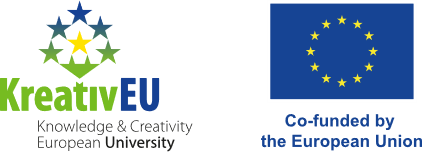 KreativEU
Knowledge & Creativity
European University
Co-funded by
the European Union